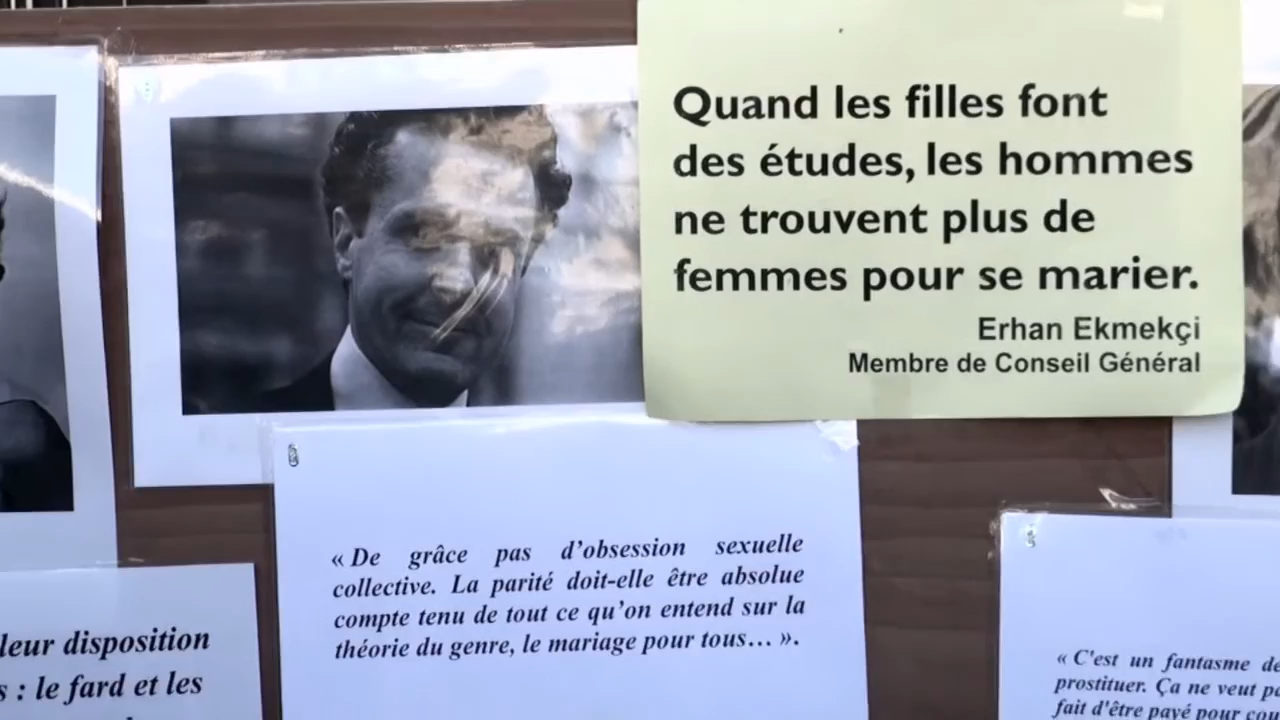 Quand les filles font
des études, les hommes
ne trouvent plus de
femmes pour se marier.
Erhan Ekmekçi
Membre de Conseil Général
« De grâce pas d’obsession sexuelle
collective. La parité doit-elle être absolue
compte tenu de tout ce qu’on entend sur la
théorie du genre, le mariage pour tous… ».
leur disposition
s : le fard et les
« C'est un fantasme de
prostituer. Ça ne veut pa
fait d'être payé pour cou